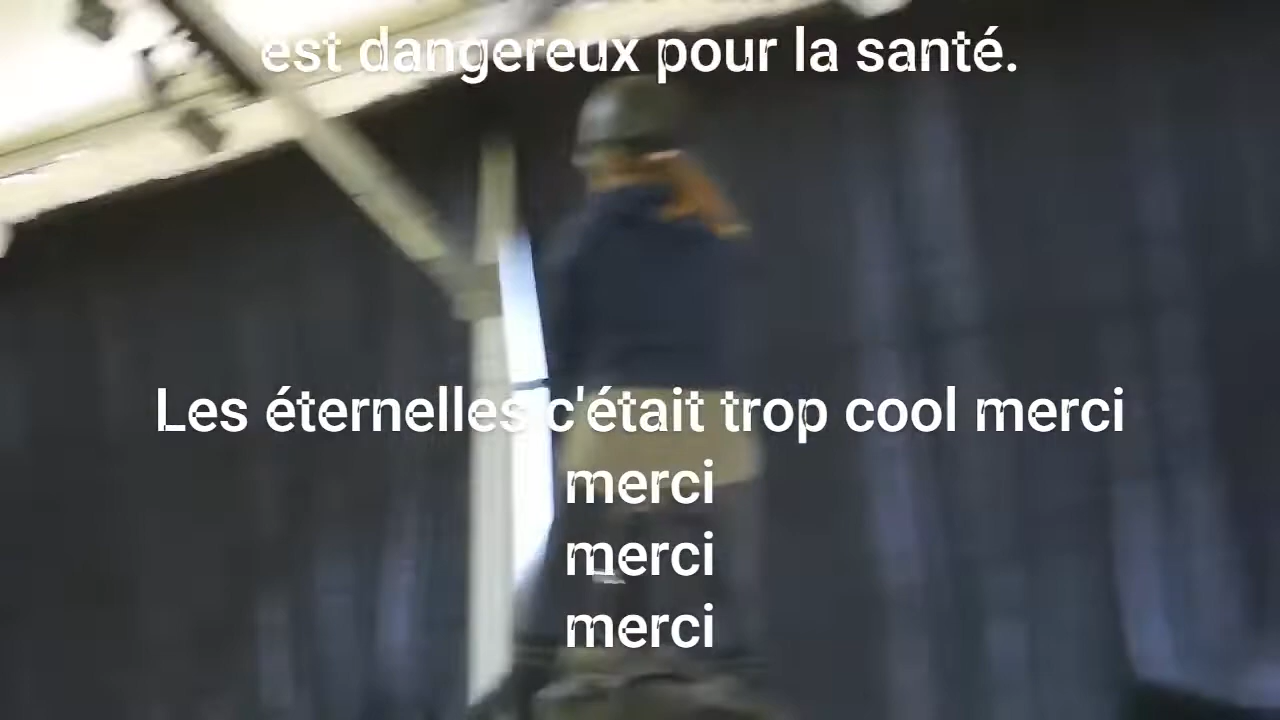 est dangereux pour la santé.
Les éternelles c'était trop cool merci
merci
merci
merci